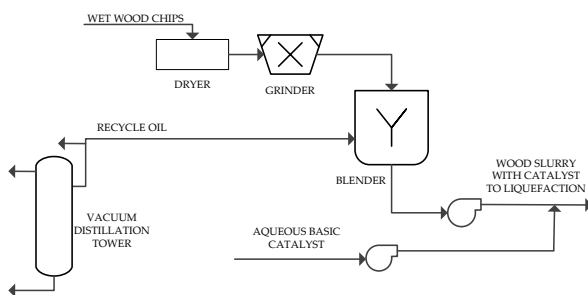 WET WOOD CHIPS
DRYER
GRINDER
RECYCLE OIL
BLENDER
WOOD SLURRY
WITH CATALYST
TO LIQUEFACTION
VACUUM
DISTILLATION
TOWER
AQUEOUS BASIC
CATALYST